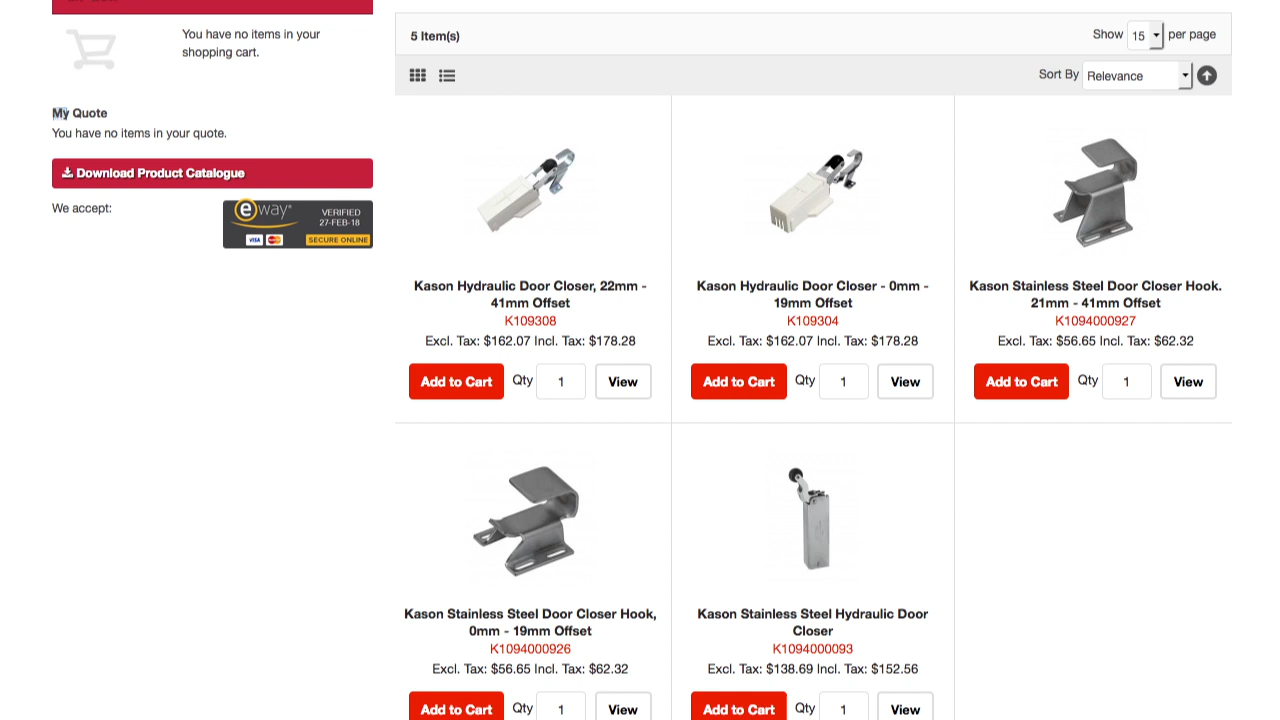 You have no items in your
shopping cart.
My Quote
You have no items in your quote.
Download Product Catalogue
We accept:
eway
VERIFIED
27-FEB-18
VISA
SECURE ONLINE
5 Item(s)
Show 15 per page
Sort By Relevance
Kason Hydraulic Door Closer, 22mm -
41mm Offset
K109308
Excl. Tax: $162.07 Incl. Tax: $178.28
Add to Cart Qty 1 View
Kason Hydraulic Door Closer - 0mm -
19mm Offset
K109304
Excl. Tax: $162.07 Incl. Tax: $178.28
Add to Cart Qty 1 View
Kason Stainless Steel Door Closer Hook.
21mm - 41mm Offset
K1094000927
Excl. Tax: $56.65 Incl. Tax: $62.32
Add to Cart Qty 1 View
Kason Stainless Steel Door Closer Hook,
0mm - 19mm Offset
K1094000926
Excl. Tax: $56.65 Incl. Tax: $62.32
Add to Cart Qty 1 View
Kason Stainless Steel Hydraulic Door
Closer
K1094000093
Excl. Tax: $138.69 Incl. Tax: $152.56
Add to Cart Qty 1 View